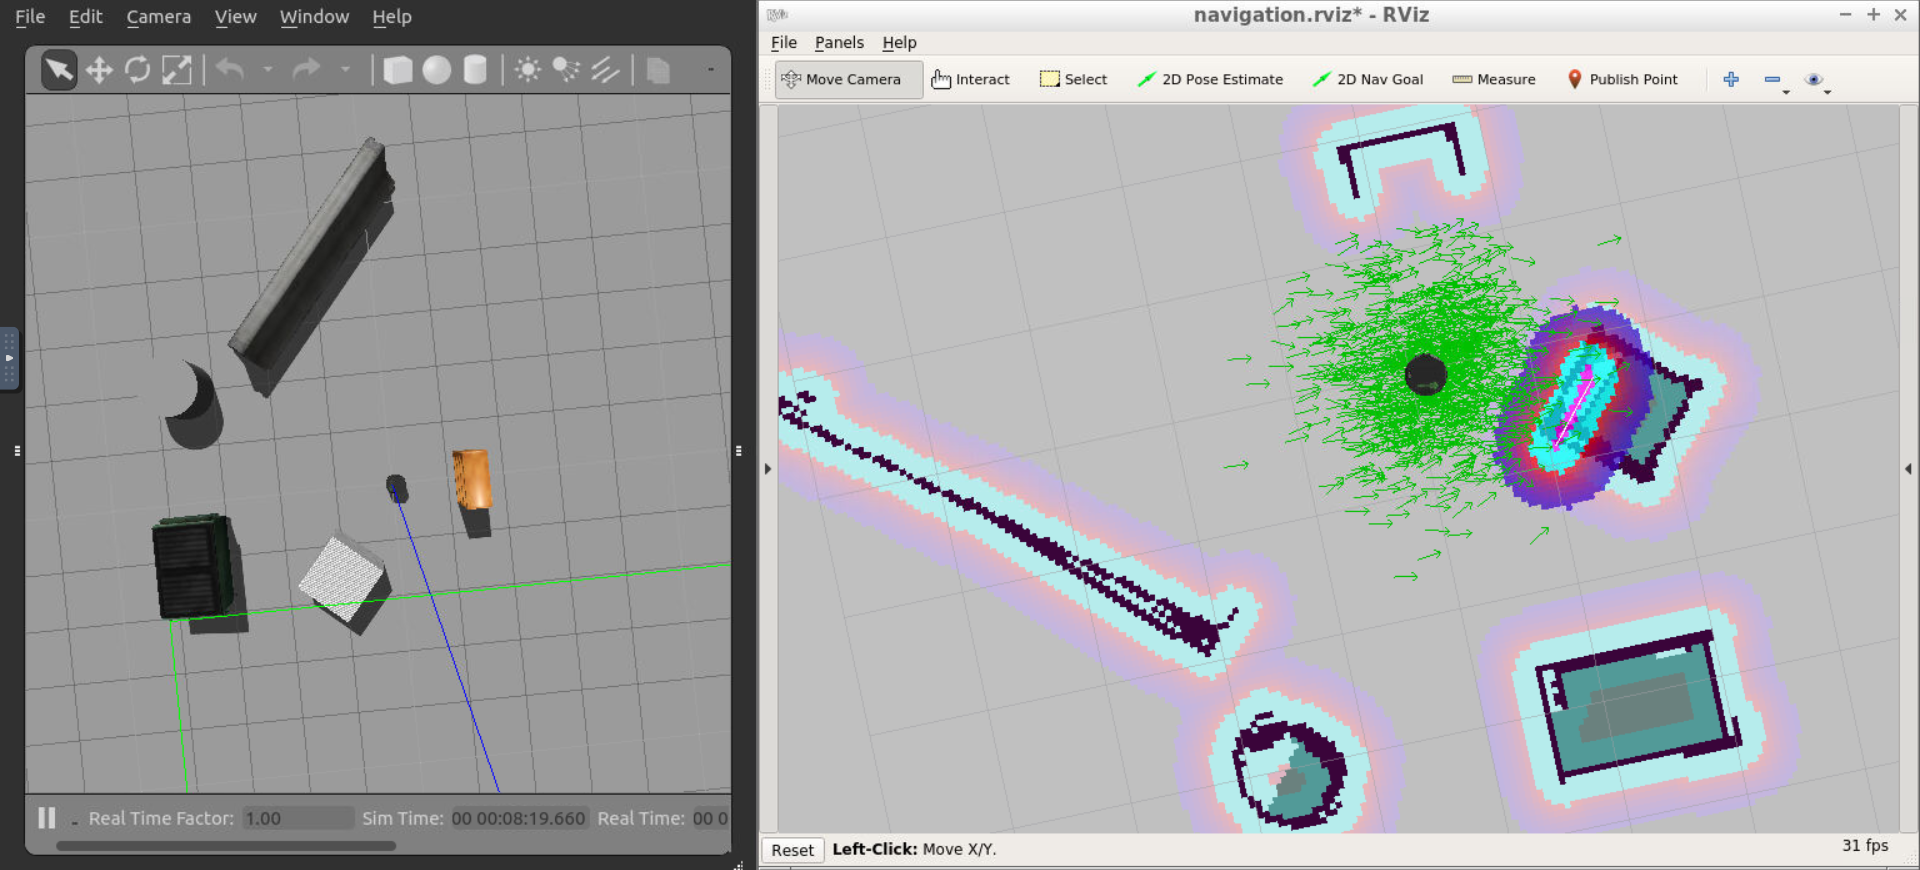 File Edit Camera View Window Help
Real Time Factor: 1.00 Sim Time: 00 00:08:19.660 Real Time: 00 0
navigation.rviz* - RViz
File Panels Help
Move Camera Interact Select 2D Pose Estimate 2D Nav Goal Measure Publish Point
Reset Left-Click: Move X/Y. 31 fps